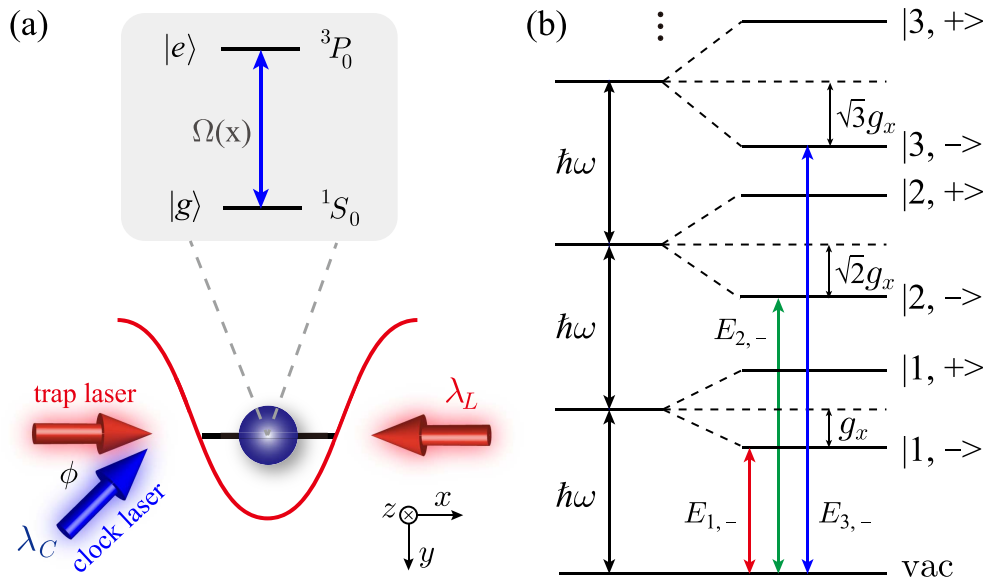 (a)
|e⟩
³P₀
Ω(x)
|g⟩
¹S₀
trap laser
λ_L
ϕ
λ_C
clock laser
z
x
y
(b)
|3, +>
√3g_x
|3, ->
ħω
|2, +>
√2g_x
|2, ->
ħω
E_{2,-}
|1, +>
g_x
|1, ->
ħω
E_{1,-}
E_{3,-}
vac